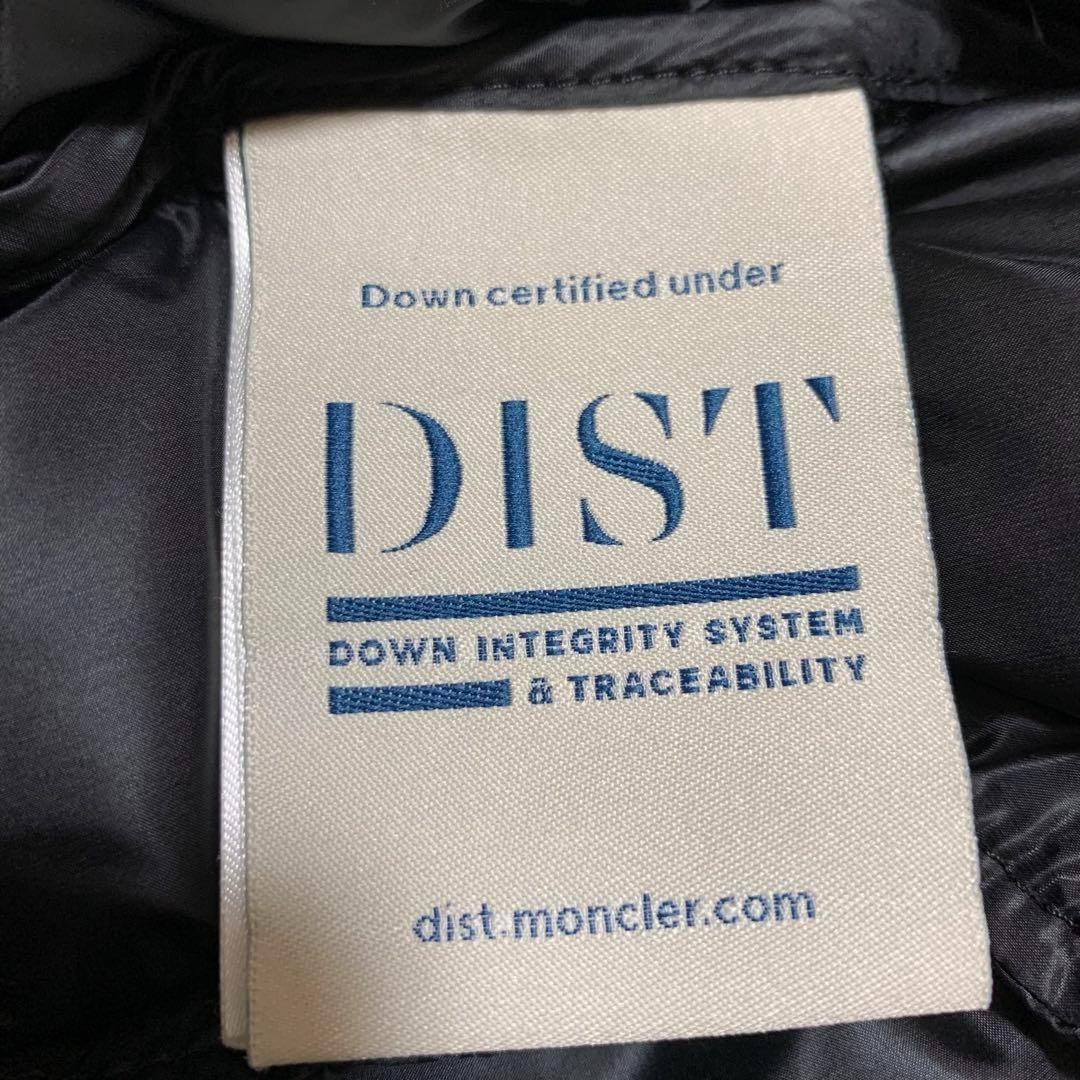 Down certified under
DIST
DOWN INTEGRITY SYSTEM
& TRACEABILITY
dist.moncler.com